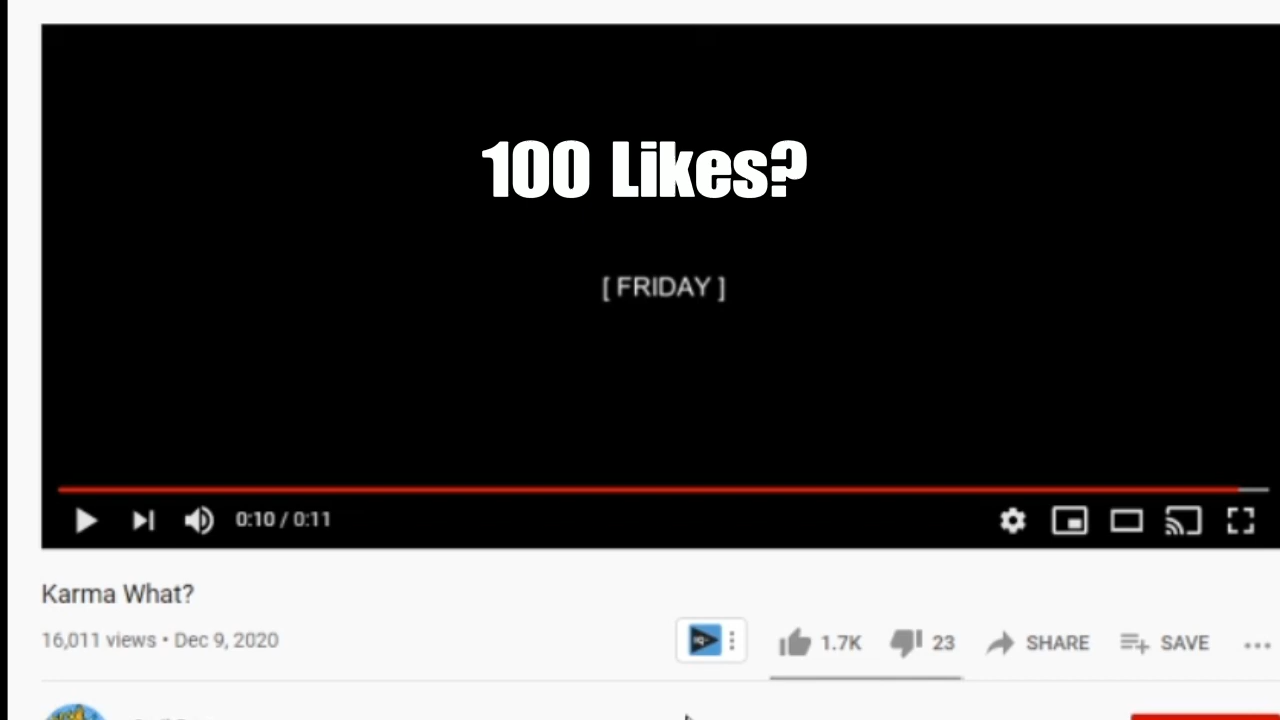 100 Likes?
[ FRIDAY ]
0:10 / 0:11
Karma What?
16,011 views • Dec 9, 2020
1.7K
23
SHARE
SAVE